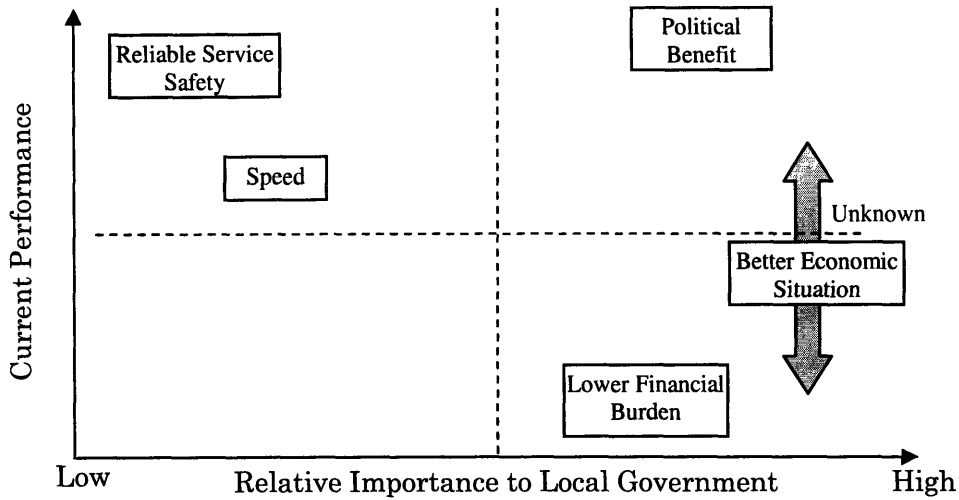 Reliable Service
Safety
Political
Benefit
Speed
Unknown
Better Economic
Situation
Lower Financial
Burden
Current Performance
Low
Relative Importance to Local Government
High